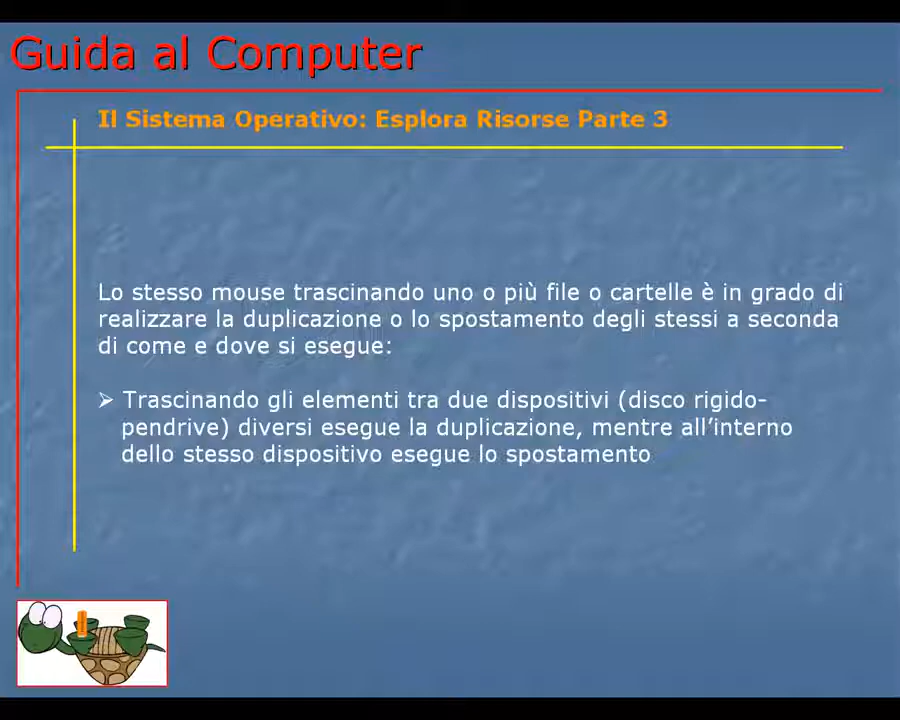 Guida al Computer
Il Sistema Operativo: Esplora Risorse Parte 3
Lo stesso mouse trascinando uno o più file o cartelle è in grado di
realizzare la duplicazione o lo spostamento degli stessi a seconda
di come e dove si esegue:
➢ Trascinando gli elementi tra due dispositivi (disco rigido-
pendrive) diversi esegue la duplicazione, mentre all’interno
dello stesso dispositivo esegue lo spostamento